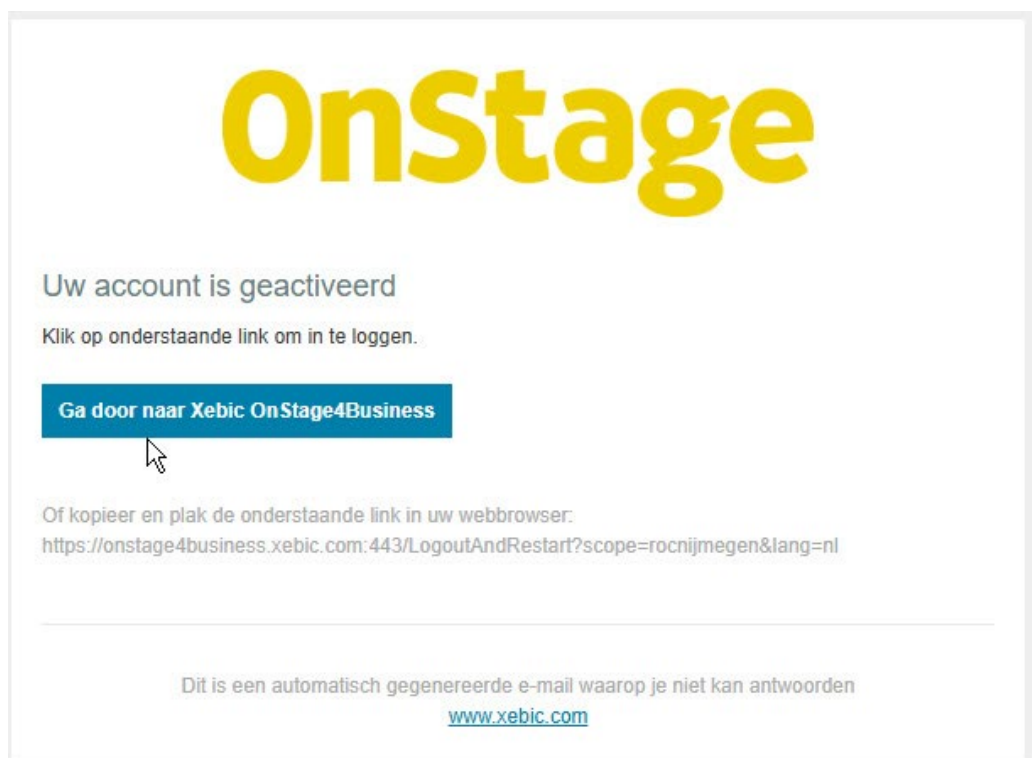 OnStage
Uw account is geactiveerd
Klik op onderstaande link om in te loggen.
Ga door naar Xebic OnStage4Business
Of kopieer en plak de onderstaande link in uw webbrowser:
https://onstage4business.xebic.com:443/LogoutAndRestart?scope=rocnijmegen&lang=nl
Dit is een automatisch gegenereerde e-mail waarop je niet kan antwoorden
www.xebic.com